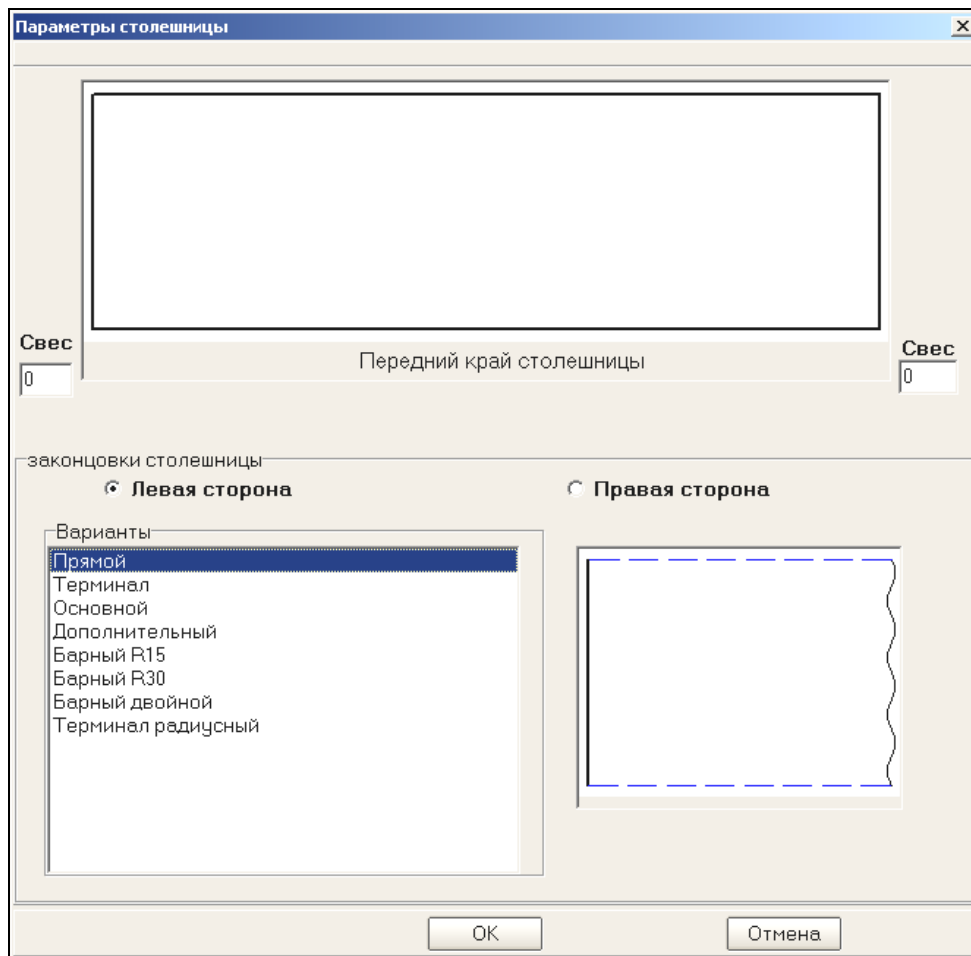 Параметры столешницы
Свес
0
Передний край столешницы
Свес
0
законцовки столешницы
Левая сторона
Правая сторона
Варианты
Прямой
Терминал
Основной
Дополнительный
Барный R15
Барный R30
Барный двойной
Терминал радиусный
OK
Отмена